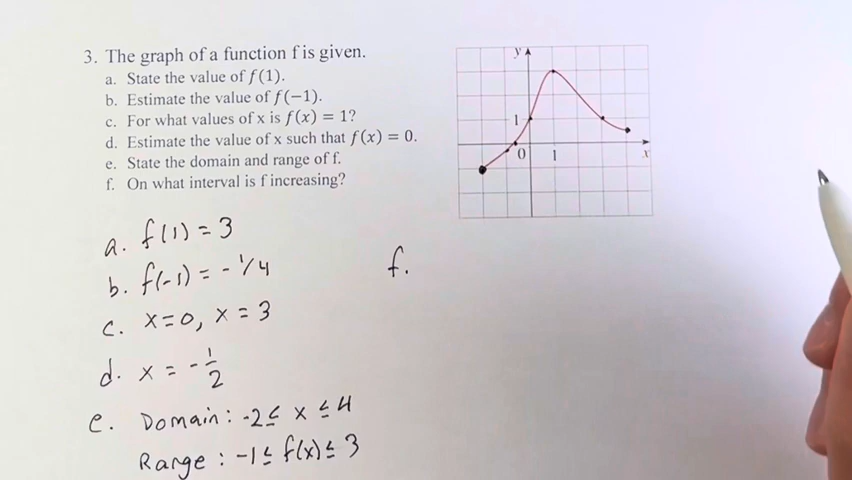 3. The graph of a function f is given.
a. State the value of f(1).
b. Estimate the value of f(−1).
c. For what values of x is f(x) = 1?
d. Estimate the value of x such that f(x) = 0.
e. State the domain and range of f.
f. On what interval is f increasing?
y
1
0 1 x
a. f(1) = 3
b. f(-1) = - 1/4
c. x=0, x = 3
d. x = - 1/2
e. Domain: -2 ≤ x ≤ 4
Range: -1 ≤ f(x) ≤ 3
f.